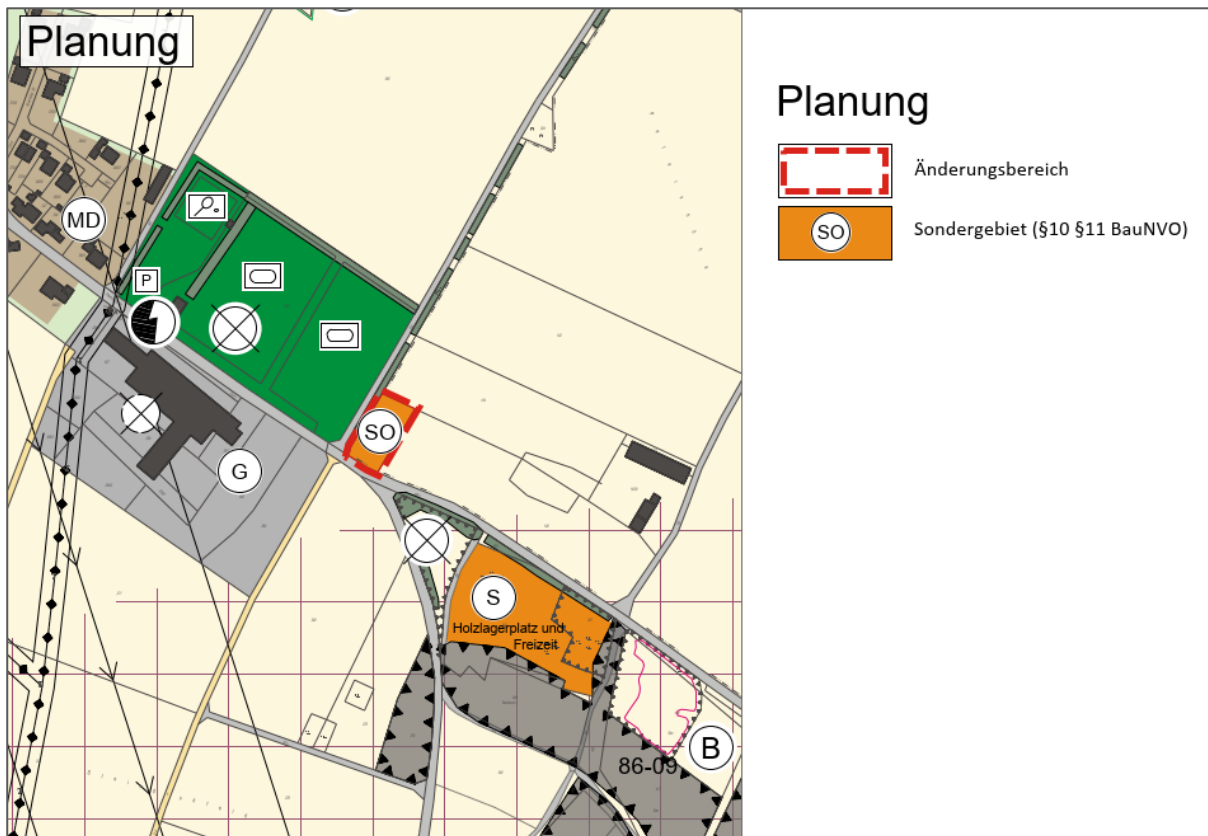 Planung
MD
P
SO
G
S
Holzlagerplatz und
Freizeit
B
86-09
Planung
Änderungsbereich
SO
Sondergebiet (§10 §11 BauNVO)